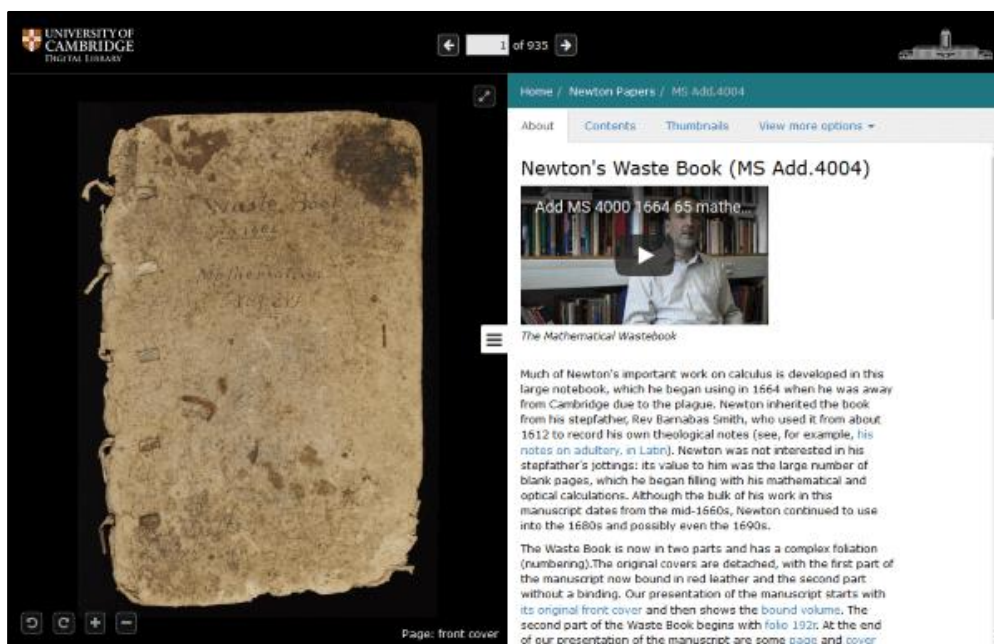 UNIVERSITY OF
CAMBRIDGE
DIGITAL LIBRARY
1 of 935
Home / Newton Papers / MS Add.4004
About Contents Thumbnails View more options
Waste Book
Newton's Waste Book (MS Add.4004)
Add MS 4000 1664 65 mathe...
The Mathematical Wastebook
Much of Newton's important work on calculus is developed in this
large notebook, which he began using in 1664 when he was away
from Cambridge due to the plague. Newton inherited the book
from his stepfather, Rev Barnabas Smith, who used it from about
1612 to record his own theological notes (see, for example, his
notes on adultery, in Latin). Newton was not interested in his
stepfather's jottings: its value to him was the large number of
blank pages, which he began filling with his mathematical and
optical calculations. Although the bulk of his work in this
manuscript dates from the mid-1660s, Newton continued to use
into the 1680s and possibly even the 1690s.
The Waste Book is now in two parts and has a complex foliation
(numbering).The original covers are detached, with the first part of
the manuscript now bound in red leather and the second part
without a binding. Our presentation of the manuscript starts with
its original front cover and then shows the bound volume. The
second part of the Waste Book begins with folio 192r. At the end
of our presentation of the manuscript are some page and cover
Page: front cover